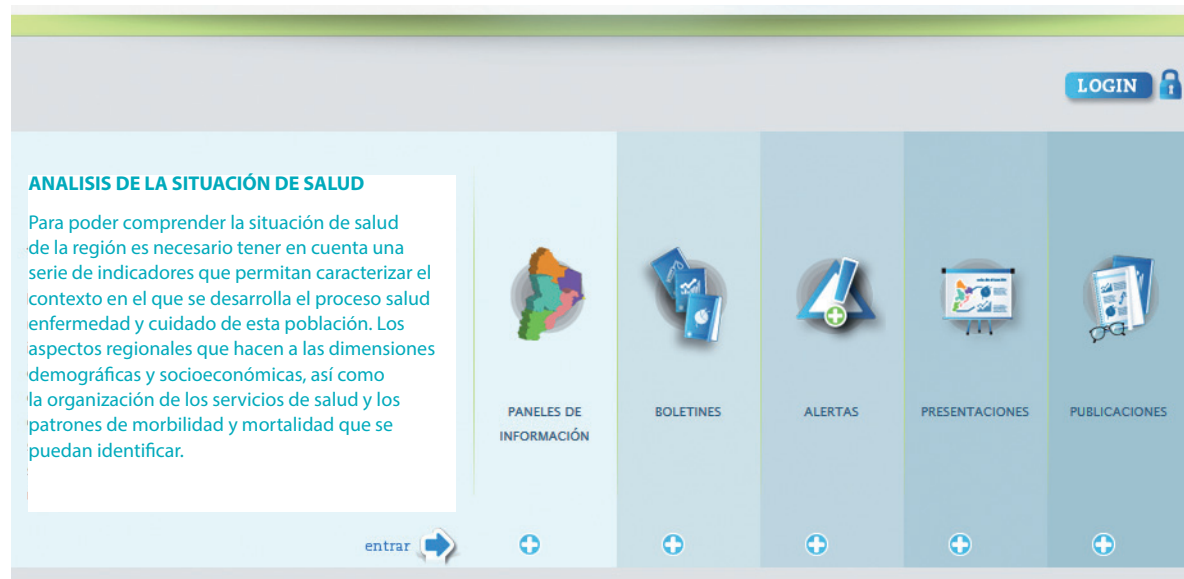 LOGIN
ANALISIS DE LA SITUACIÓN DE SALUD
Para poder comprender la situación de salud
de la región es necesario tener en cuenta una
serie de indicadores que permitan caracterizar el
contexto en el que se desarrolla el proceso salud
enfermedad y cuidado de esta población. Los
aspectos regionales que hacen a las dimensiones
demográficas y socioeconómicas, así como
la organización de los servicios de salud y los
patrones de morbilidad y mortalidad que se
puedan identificar.
entrar
PANELES DE
INFORMACIÓN
BOLETINES
ALERTAS
PRESENTACIONES
PUBLICACIONES